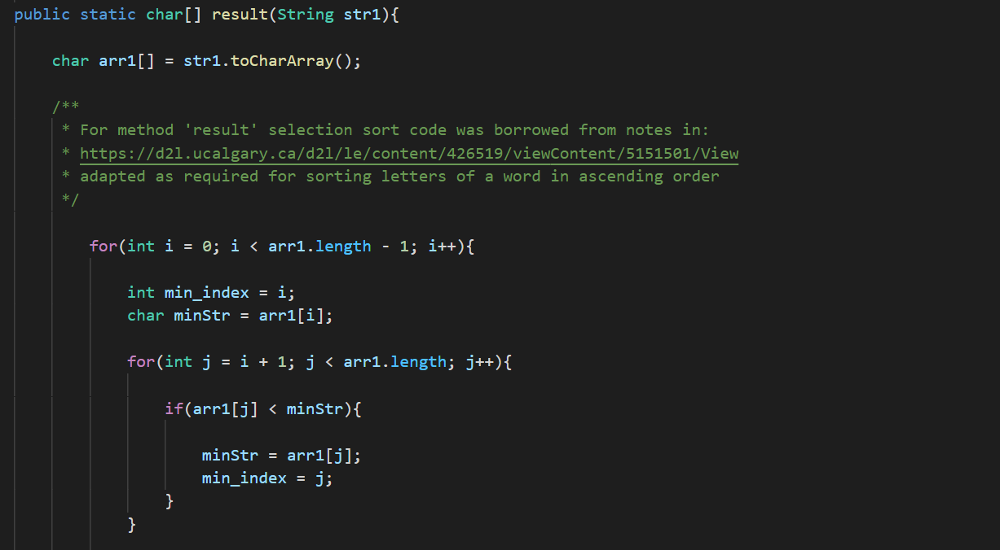 public static char[] result(String str1){
char arr1[] = str1.toCharArray();
/**
* For method 'result' selection sort code was borrowed from notes in:
* https://d2l.ucalgary.ca/d2l/le/content/426519/viewContent/5151501/View
* adapted as required for sorting letters of a word in ascending order
*/
for(int i = 0; i < arr1.length - 1; i++){
int min_index = i;
char minStr = arr1[i];
for(int j = i + 1; j < arr1.length; j++){
if(arr1[j] < minStr){
minStr = arr1[j];
min_index = j;
}
}